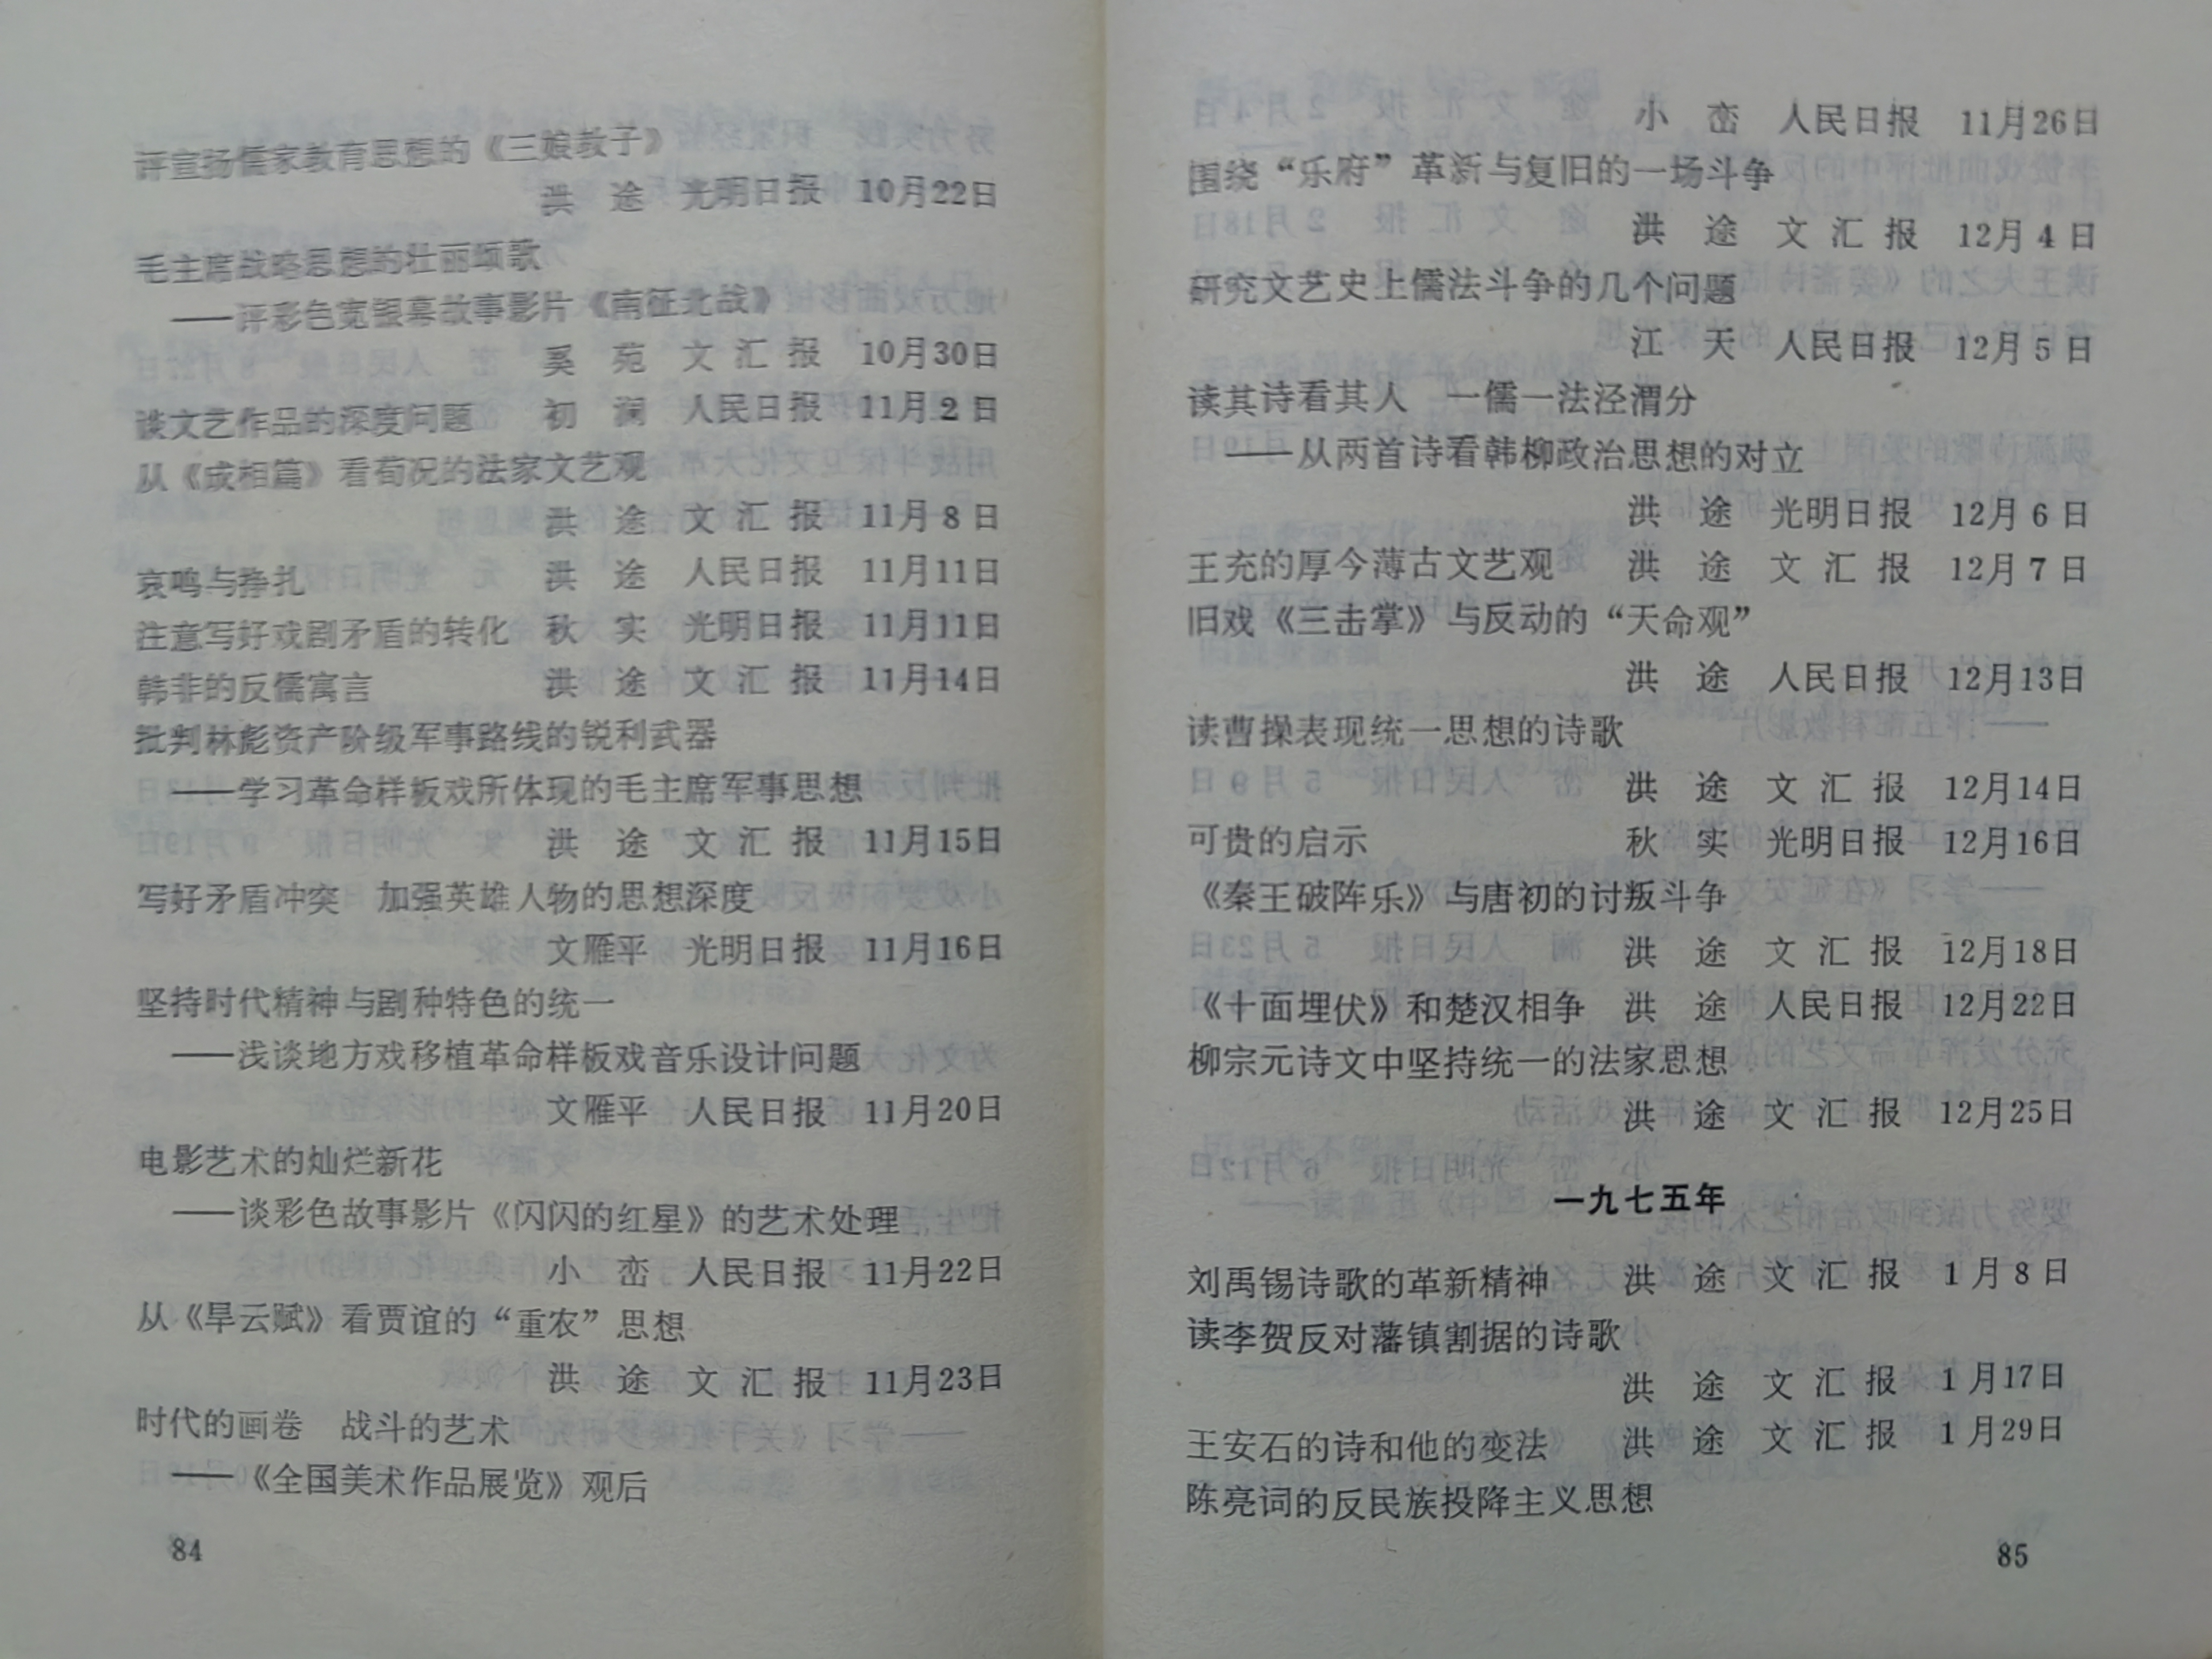 评宣扬儒家教育思想的《三娘教子》
洪　途　光明日报　10月22日
毛主席战略思想的壮丽颂歌
——评彩色宽银幕故事影片《南征北战》
奚　苑　文 汇 报　10月30日
谈文艺作品的深度问题　初　澜　人民日报　11月 2 日
从《成相篇》看荀况的法家文艺观
洪　途　文 汇 报　11月 8 日
哀鸣与挣扎　洪　途　人民日报　11月11日
注意写好戏剧矛盾的转化　秋　实　光明日报　11月11日
韩非的反儒寓言　洪　途　文 汇 报　11月14日
批判林彪资产阶级军事路线的锐利武器
——学习革命样板戏所体现的毛主席军事思想
洪　途　文 汇 报　11月15日
写好矛盾冲突　加强英雄人物的思想深度
文雁平　光明日报　11月16日
坚持时代精神与剧种特色的统一
——浅谈地方戏移植革命样板戏音乐设计问题
文雁平　人民日报　11月20日
电影艺术的灿烂新花
——谈彩色故事影片《闪闪的红星》的艺术处理
小　峦　人民日报　11月22日
从《旱云赋》看贾谊的“重农”思想
洪　途　文 汇 报　11月23日
时代的画卷　战斗的艺术
——《全国美术作品展览》观后
84
小　峦　人民日报　11月26日
围绕“乐府”革新与复旧的一场斗争
洪　途　文 汇 报　12月 4 日
研究文艺史上儒法斗争的几个问题
江　天　人民日报　12月 5 日
读其诗看其人　一儒一法泾渭分
——从两首诗看韩柳政治思想的对立
洪　途　光明日报　12月 6 日
王充的厚今薄古文艺观　洪　途　文 汇 报　12月 7 日
旧戏《三击掌》与反动的“天命观”
洪　途　人民日报　12月13日
读曹操表现统一思想的诗歌
洪　途　文 汇 报　12月14日
可贵的启示　秋　实　光明日报　12月16日
《秦王破阵乐》与唐初的讨叛斗争
洪　途　文 汇 报　12月18日
《十面埋伏》和楚汉相争　洪　途　人民日报　12月22日
柳宗元诗文中坚持统一的法家思想
洪　途　文 汇 报　12月25日
一九七五年
刘禹锡诗歌的革新精神　洪　途　文 汇 报　1 月 8 日
读李贺反对藩镇割据的诗歌
洪　途　文 汇 报　1 月17日
王安石的诗和他的变法　洪　途　文 汇 报　1 月29日
陈亮词的反民族投降主义思想
85